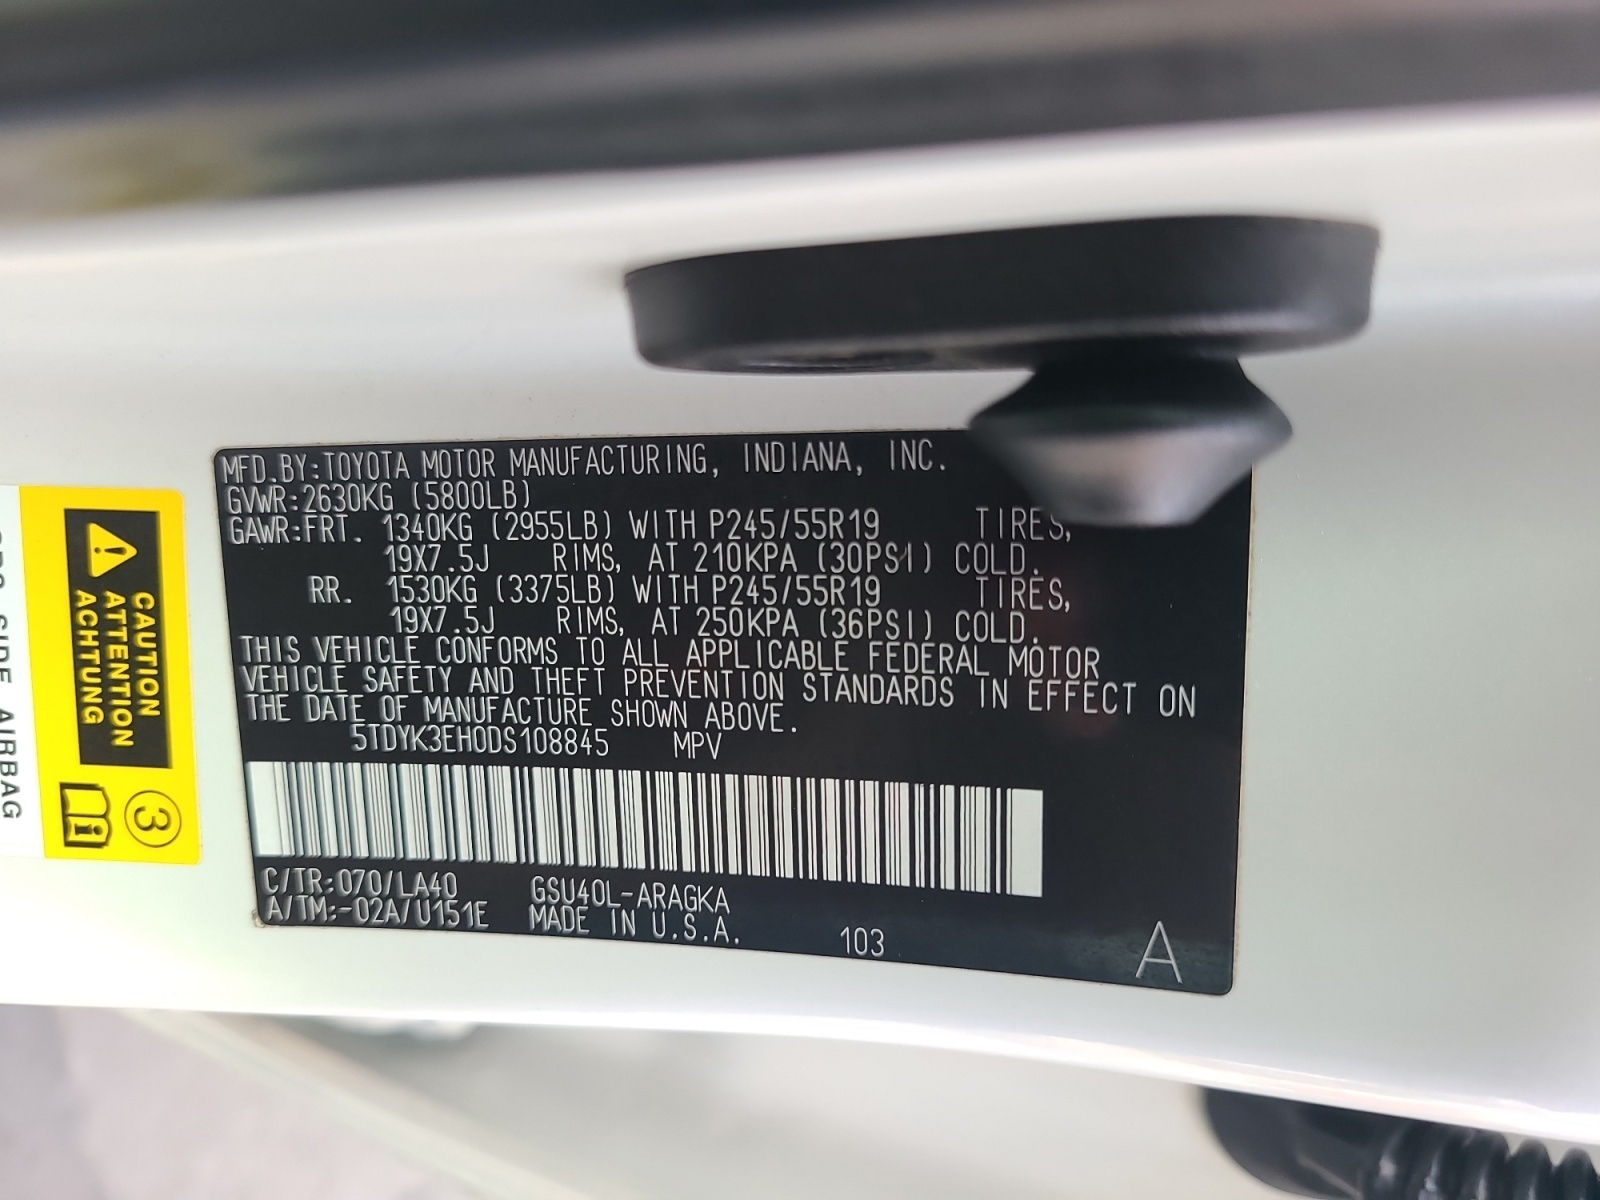 MFD.BY:TOYOTA MOTOR MANUFACTURING, INDIANA, INC.
GVWR:2630KG (5800LB)
GAWR:FRT. 1340KG (2955LB) WITH P245/55R19 TIRES,
19X7.5J RIMS, AT 210KPA (30PSI) COLD.
RR. 1530KG (3375LB) WITH P245/55R19 TIRES,
19X7.5J RIMS, AT 250KPA (36PSI) COLD.
THIS VEHICLE CONFORMS TO ALL APPLICABLE FEDERAL MOTOR
VEHICLE SAFETY AND THEFT PREVENTION STANDARDS IN EFFECT ON
THE DATE OF MANUFACTURE SHOWN ABOVE.
5TDYK3EH0DS108845 MPV
C/TR:070/LA40 GSU40L-ARAGKA
A/TM:-02A/U151E MADE IN U.S.A.
103
A
CAUTION
ATTENTION
ACHTUNG
3
SIDE AIRBAG